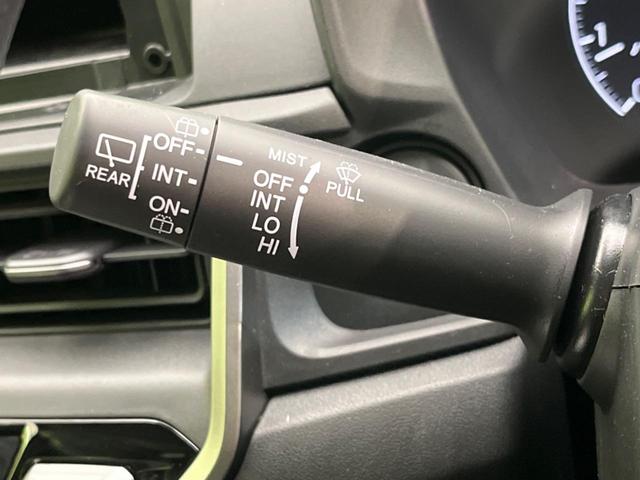 REAR
OFF
INT
ON
MIST
OFF
INT
LO
HI
PULL